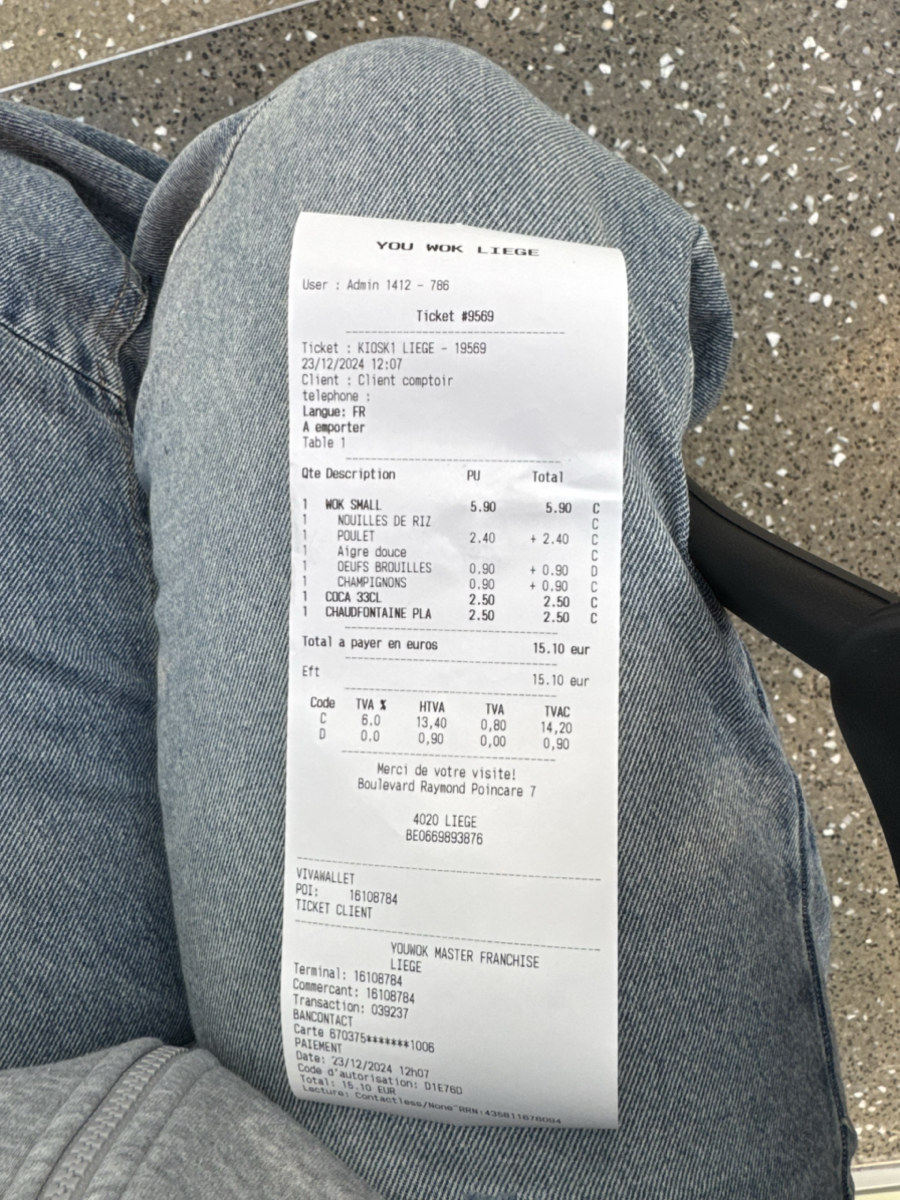 YOU WOK LIEGE
User : Admin 1412 - 786
Ticket #9569
Ticket : KIOSK1 LIEGE - 19569
23/12/2024 12:07
Client : Client comptoir
telephone :
Langue: FR
A emporter
Table 1
Qte Description PU Total
1 WOK SMALL 5.90 5.90 C
1 NOUILLES DE RIZ C
1 POULET 2.40 + 2.40 C
1 Aigre douce C
1 OEUFS BROUILLES 0.90 + 0.90 D
1 CHAMPIGNONS 0.90 + 0.90 C
1 COCA 33CL 2.50 2.50 C
1 CHAUDFONTAINE PLA 2.50 2.50 C
Total a payer en euros 15.10 eur
Eft 15.10 eur
Code TVA % HTVA TVA TVAC
C 6.0 13,40 0,80 14,20
D 0.0 0,90 0,00 0,90
Merci de votre visite!
Boulevard Raymond Poincare 7
4020 LIEGE
BE0669893876
VIVAWALLET
POI: 16108784
TICKET CLIENT
YOUWOK MASTER FRANCHISE
LIEGE
Terminal: 16108784
Commercant: 16108784
Transaction: 039237
BANCONTACT
Carte 670375*******1006
PAIEMENT
Date: 23/12/2024 12h07
Code d'autorisation: D1E76D
Total: 15.10 EUR
Lecture: Contactless/None RRN: